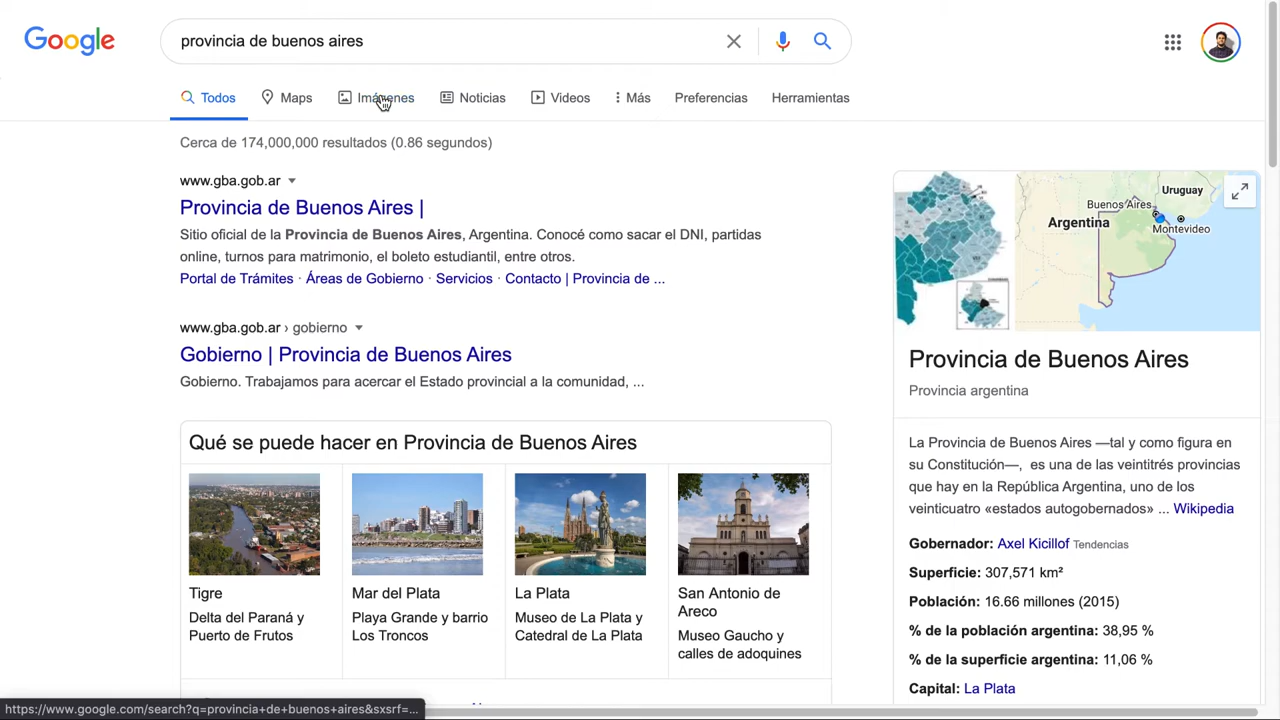 Google
provincia de buenos aires
Todos
Maps
Imágenes
Noticias
Videos
Más
Preferencias
Herramientas
Cerca de 174,000,000 resultados (0.86 segundos)
www.gba.gob.ar
Provincia de Buenos Aires |
Sitio oficial de la Provincia de Buenos Aires, Argentina. Conocé como sacar el DNI, partidas
online, turnos para matrimonio, el boleto estudiantil, entre otros.
Portal de Trámites · Áreas de Gobierno · Servicios · Contacto | Provincia de ...
www.gba.gob.ar › gobierno
Gobierno | Provincia de Buenos Aires
Gobierno. Trabajamos para acercar el Estado provincial a la comunidad, ...
Qué se puede hacer en Provincia de Buenos Aires
Tigre
Delta del Paraná y
Puerto de Frutos
Mar del Plata
Playa Grande y barrio
Los Troncos
La Plata
Museo de La Plata y
Catedral de La Plata
San Antonio de
Areco
Museo Gaucho y
calles de adoquines
Uruguay
Buenos Aires
Argentina
Montevideo
Provincia de Buenos Aires
Provincia argentina
La Provincia de Buenos Aires —tal y como figura en
su Constitución—, es una de las veintitrés provincias
que hay en la República Argentina, uno de los
veinticuatro «estados autogobernados» ... Wikipedia
Gobernador: Axel Kicillof Tendencias
Superficie: 307,571 km²
Población: 16.66 millones (2015)
% de la población argentina: 38,95 %
% de la superficie argentina: 11,06 %
Capital: La Plata
https://www.google.com/search?q=provincia+de+buenos+aires&sxsrf=...